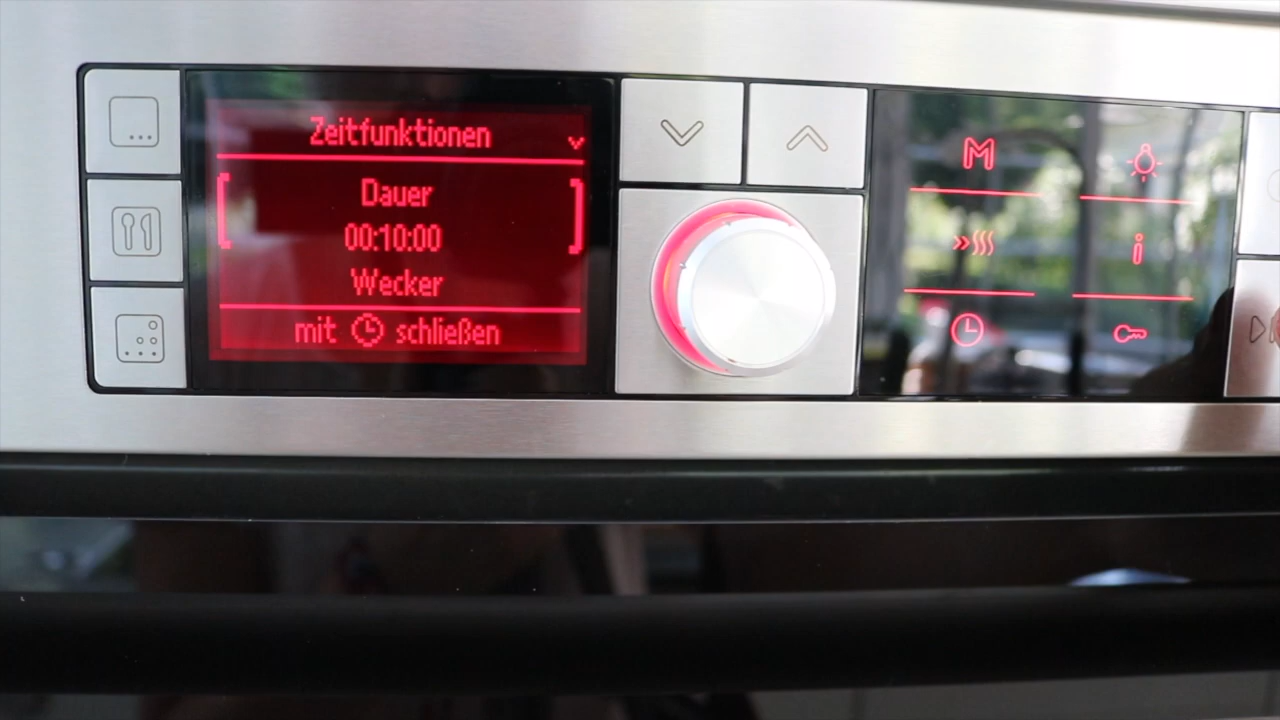 Zeitfunktionen
Dauer
00:10:00
Wecker
mit schließen
M
i